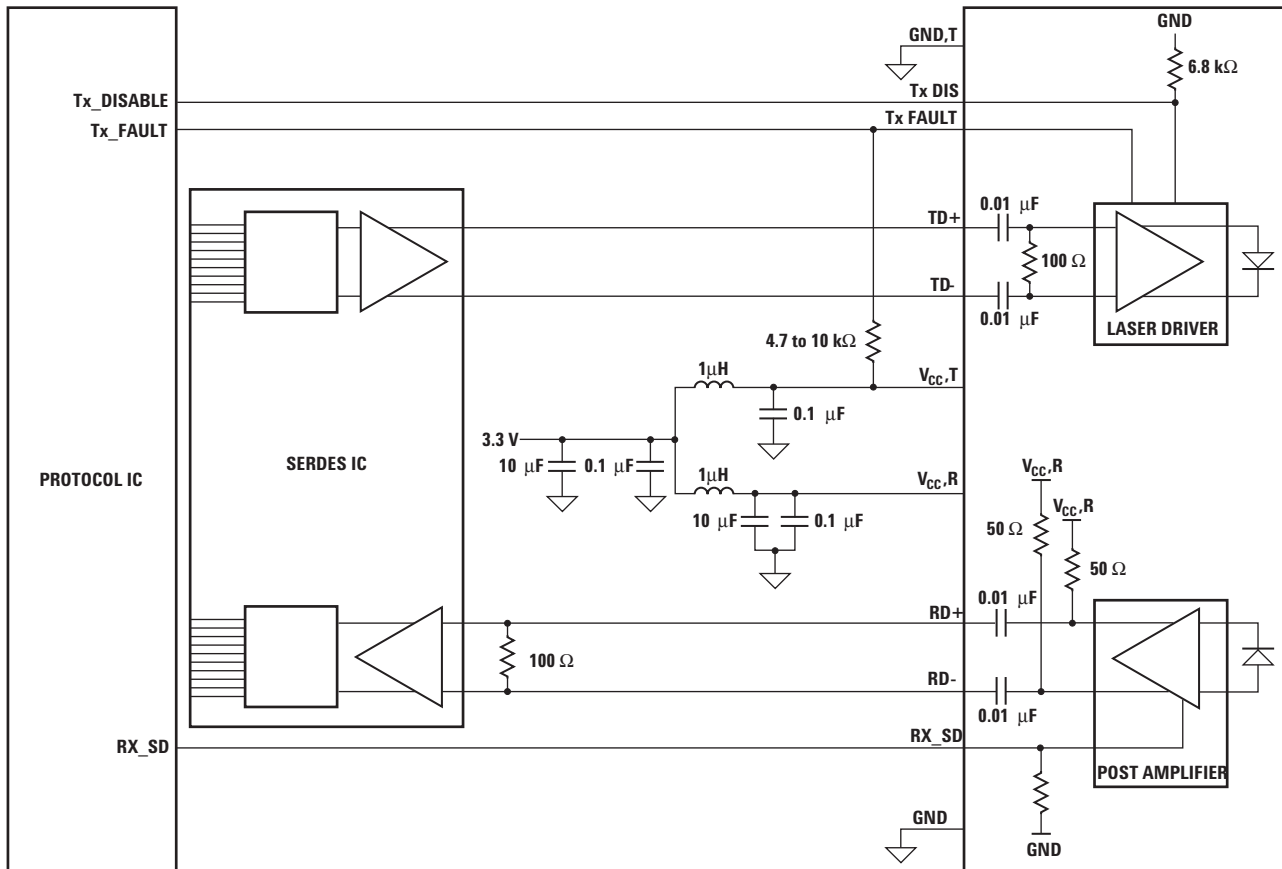 GND
GND,T
6.8 kΩ
Tx_DISABLE
Tx DIS
Tx_FAULT
Tx FAULT
0.01 μF
TD+
100 Ω
TD-
0.01 μF
LASER DRIVER
4.7 to 10 kΩ
1μH
VCC,T
0.1 μF
3.3 V
10 μF
0.1 μF
SERDES IC
PROTOCOL IC
1μH
VCC,R
10 μF
0.1 μF
VCC,R
VCC,R
50 Ω
50 Ω
0.01 μF
RD+
100 Ω
RD-
0.01 μF
RX_SD
RX_SD
POST AMPLIFIER
GND
GND